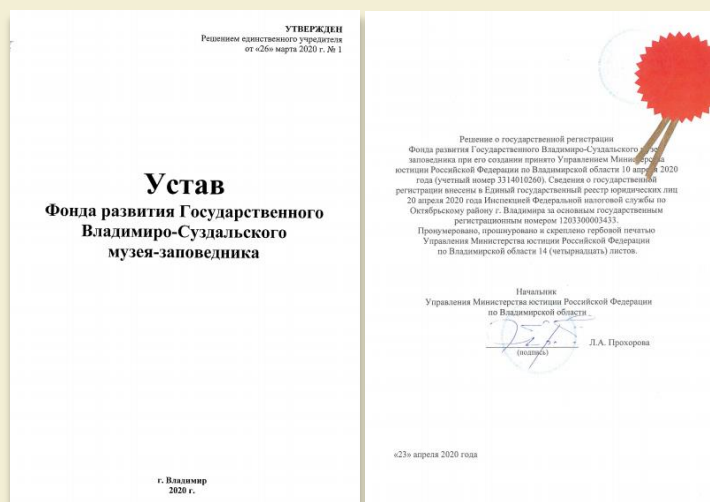 УТВЕРЖДЕН
Решением единственного учредителя
от «26» марта 2020 г. № 1
Устав
Фонда развития Государственного
Владимиро-Суздальского
музея-заповедника
г. Владимир
2020 г.
Решение о государственной регистрации
Фонда развития Государственного Владимиро-Суздальского
заповедника при его создании принято Управлением Министерства
юстиции Российской Федерации по Владимирской области 10 апреля 2020
года (учетный номер 3314010260). Сведения о государственной
регистрации внесены в Единый государственный реестр юридических лиц
20 апреля 2020 года Инспекцией Федеральной налоговой службы по
Октябрьскому району г. Владимира за основным государственным
регистрационным номером 1203300003433.
Пронумеровано, прошнуровано и скреплено гербовой печатью
Управления Министерства юстиции Российской Федерации
по Владимирской области 14 (четырнадцать) листов.
Начальник
Управления Министерства юстиции Российской Федерации
по Владимирской области
Л.А. Прохорова
(подпись)
«23» апреля 2020 года